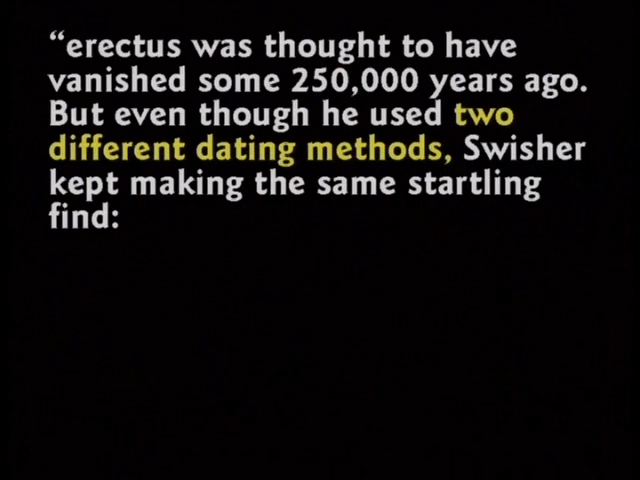 “erectus was thought to have
vanished some 250,000 years ago.
But even though he used two
different dating methods, Swisher
kept making the same startling
find: